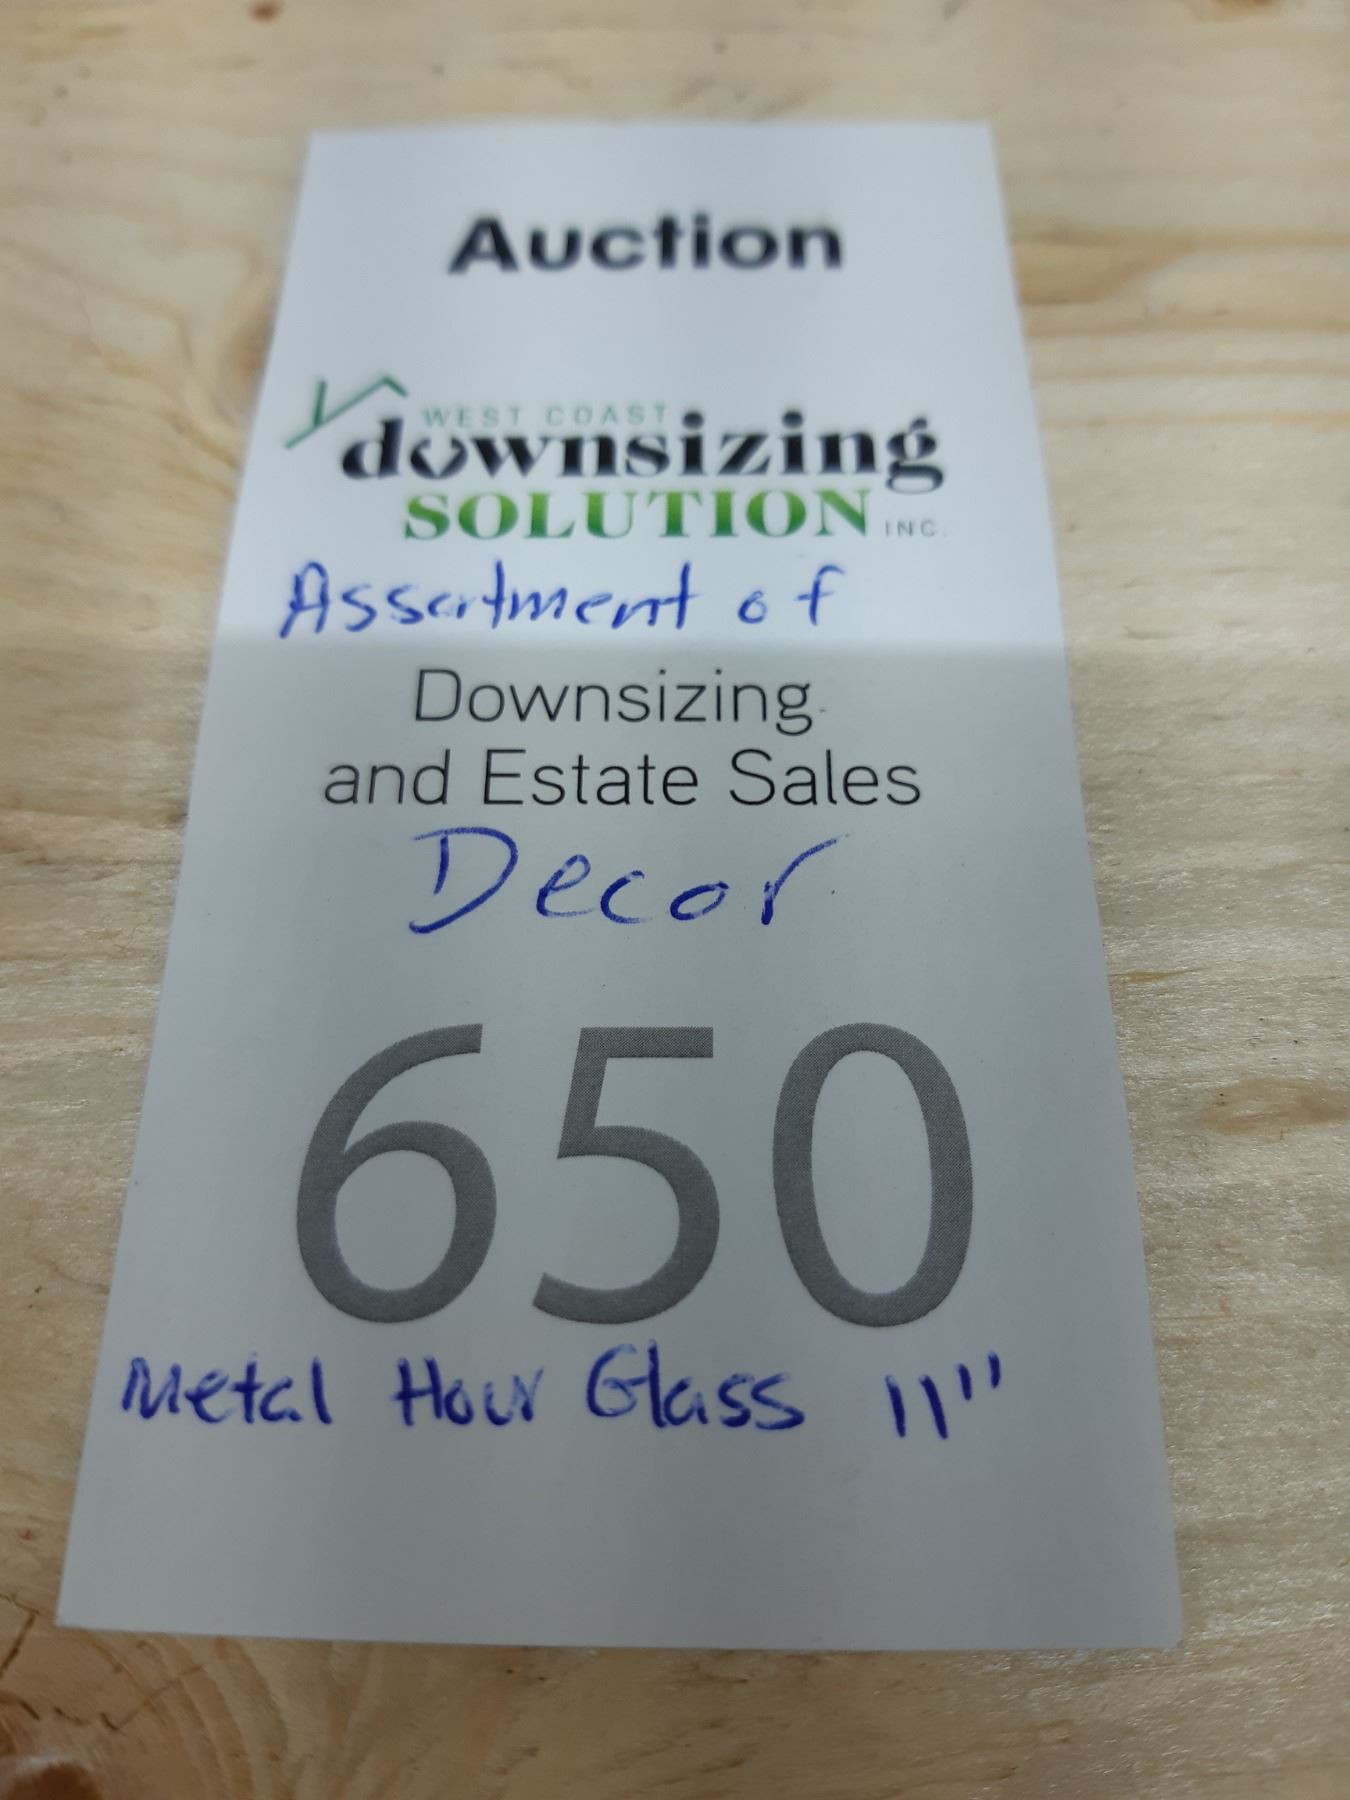 Auction
WEST COAST
downsizing
SOLUTION INC.
Assortment of
Downsizing
and Estate Sales
Decor
650
Metal Hour Glass 11"